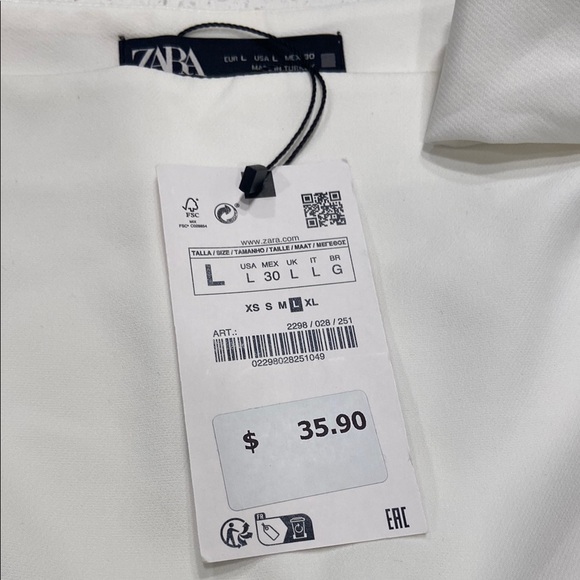 ZARA
EUR L USA L MEX 30
FSC
www.zara.com
TALLA / SIZE / TAMANHO / TAILLE / MAAT / ΜΕΓΕΘΟΣ
L
USA MEX UK IT BR
L 30 L L G
XS S M L XL
ART.:
2298 / 028 / 251
02298028251049
$ 35.90
FR
EAC